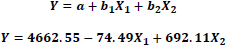 Y = a + b₁X₁ + b₂X₂
Y = 4662.55 − 74.49X₁ + 692.11X₂